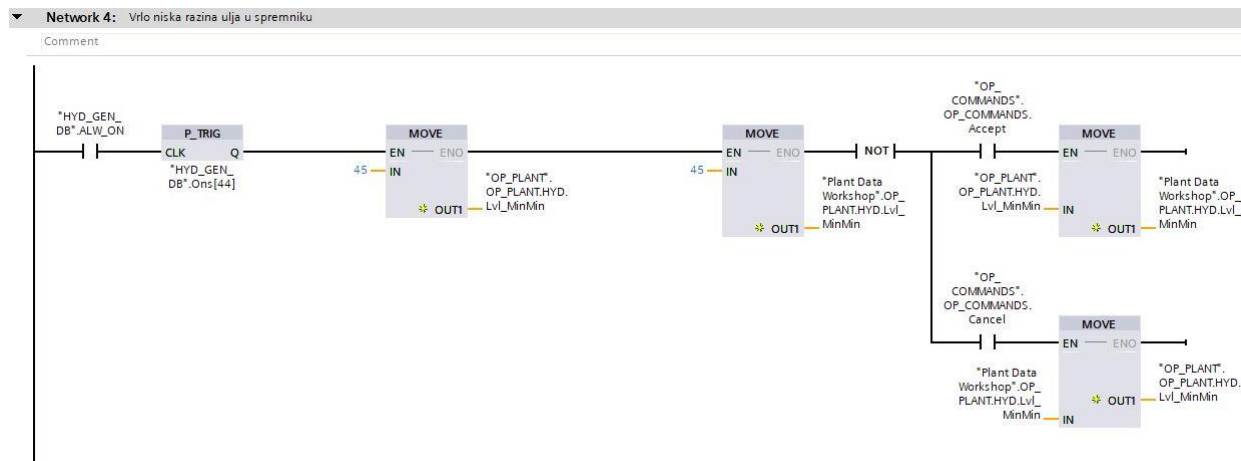 Network 4: Vrlo niska razina ulja u spremniku
Comment
"HYD_GEN_
DB".ALW_ON
P_TRIG
CLK Q
"HYD_GEN_
DB".Ons[44]
MOVE
EN ENO
45 IN
OUT1
"OP_PLANT".
OP_PLANT.HYD.
Lvl_MinMin
MOVE
EN ENO
45 IN
OUT1
"Plant Data
Workshop".OP_
PLANT.HYD.Lvl_
MinMin
NOT
"OP_
COMMANDS".
OP_COMMANDS.
Accept
MOVE
EN ENO
"OP_PLANT".
OP_PLANT.HYD.
Lvl_MinMin
IN
OUT1
"Plant Data
Workshop".OP_
PLANT.HYD.Lvl_
MinMin
"OP_
COMMANDS".
OP_COMMANDS.
Cancel
MOVE
EN ENO
"Plant Data
Workshop".OP_
PLANT.HYD.Lvl_
MinMin
IN
OUT1
"OP_PLANT".
OP_PLANT.HYD.
Lvl_MinMin